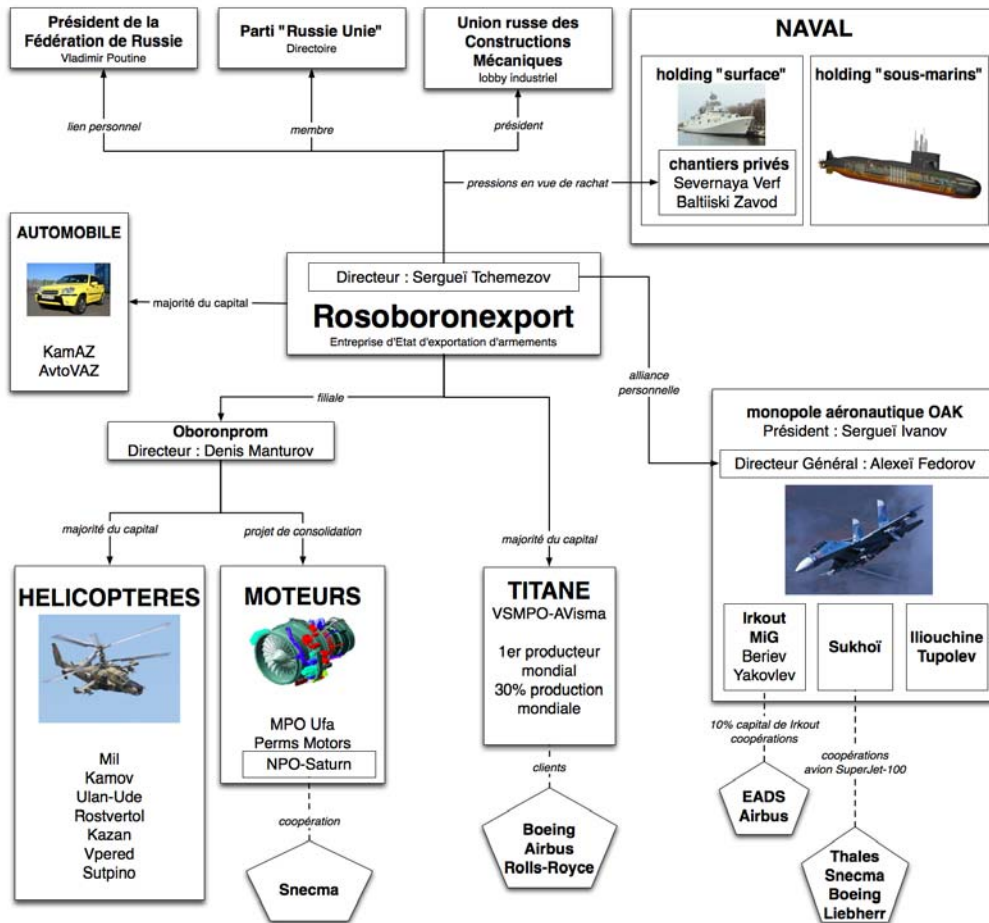 Président de la
Fédération de Russie
Vladimir Poutine
Parti "Russie Unie"
Directoire
Union russe des
Constructions
Mécaniques
lobby industriel
NAVAL
holding "surface"
holding "sous-marins"
chantiers privés
Severnaya Verf
Baltiiski Zavod
lien personnel
membre
président
pressions en vue de rachat
AUTOMOBILE
KamAZ
AvtoVAZ
majorité du capital
Directeur : Sergueï Tchemezov
Rosoboronexport
Entreprise d'Etat d'exportation d'armements
alliance
personnelle
filiale
Oboronprom
Directeur : Denis Manturov
monopole aéronautique OAK
Président : Sergueï Ivanov
Directeur Général : Alexeï Fedorov
Irkout
MiG
Beriev
Yakovlev
Sukhoï
Iliouchine
Tupolev
majorité du capital
projet de consolidation
majorité du capital
HELICOPTERES
Mil
Kamov
Ulan-Ude
Rostvertol
Kazan
Vpered
Sutpino
MOTEURS
MPO Ufa
Perms Motors
NPO-Saturn
TITANE
VSMPO-AVisma
1er producteur
mondial
30% production
mondiale
coopération
Snecma
clients
Boeing
Airbus
Rolls-Royce
10% capital de Irkout
coopérations
EADS
Airbus
coopérations
avion SuperJet-100
Thales
Snecma
Boeing
Liebherr